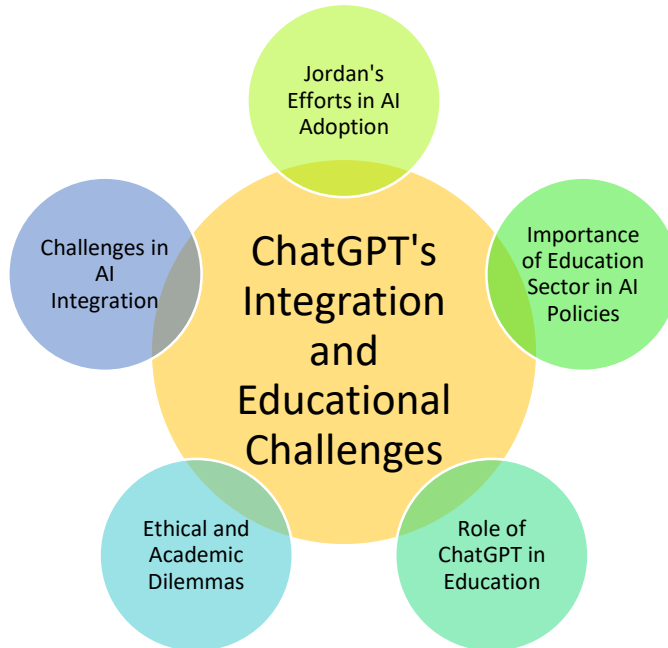 Jordan's
Efforts in AI
Adoption
Challenges in
AI
Integration
ChatGPT's
Integration
and
Educational
Challenges
Importance
of Education
Sector in AI
Policies
Ethical and
Academic
Dilemmas
Role of
ChatGPT in
Education